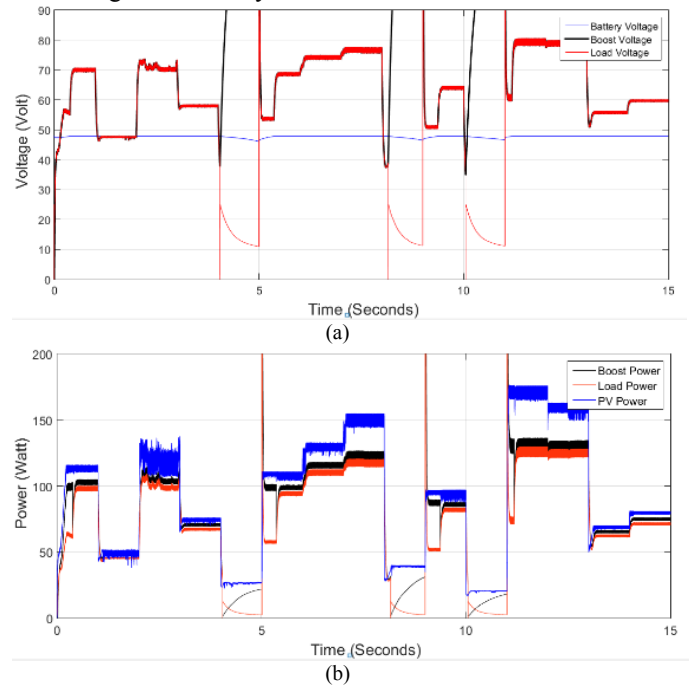 90
80
70
60
50
40
30
20
10
0
Voltage (Volt)
Battery Voltage
Boost Voltage
Load Voltage
0 5 10 15
Time (Seconds)
(a)
200
150
100
50
0
Power (Watt)
Boost Power
Load Power
PV Power
0 5 10 15
Time (Seconds)
(b)